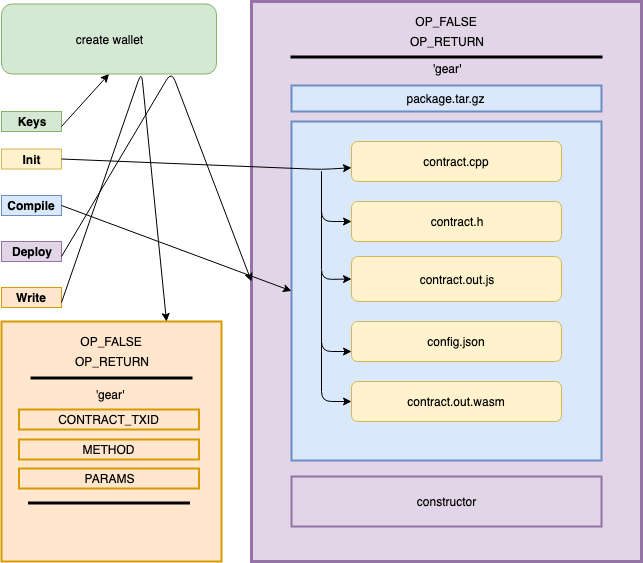 create wallet
Keys
Init
Compile
Deploy
Write
OP_FALSE
OP_RETURN
'gear'
CONTRACT_TXID
METHOD
PARAMS
OP_FALSE
OP_RETURN
'gear'
package.tar.gz
contract.cpp
contract.h
contract.out.js
config.json
contract.out.wasm
constructor